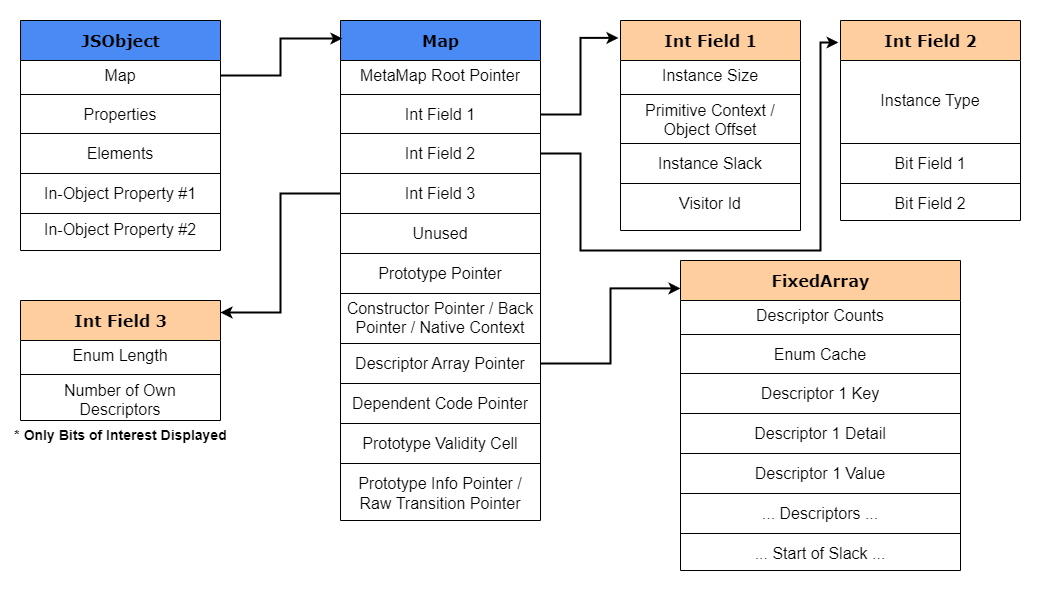 JSObject
Map
Properties
Elements
In-Object Property #1
In-Object Property #2
Map
MetaMap Root Pointer
Int Field 1
Int Field 2
Int Field 3
Unused
Prototype Pointer
Constructor Pointer / Back
Pointer / Native Context
Descriptor Array Pointer
Dependent Code Pointer
Prototype Validity Cell
Prototype Info Pointer /
Raw Transition Pointer
Int Field 1
Instance Size
Primitive Context /
Object Offset
Instance Slack
Visitor Id
Int Field 2
Instance Type
Bit Field 1
Bit Field 2
Int Field 3
Enum Length
Number of Own
Descriptors
* Only Bits of Interest Displayed
FixedArray
Descriptor Counts
Enum Cache
Descriptor 1 Key
Descriptor 1 Detail
Descriptor 1 Value
... Descriptors ...
... Start of Slack ...